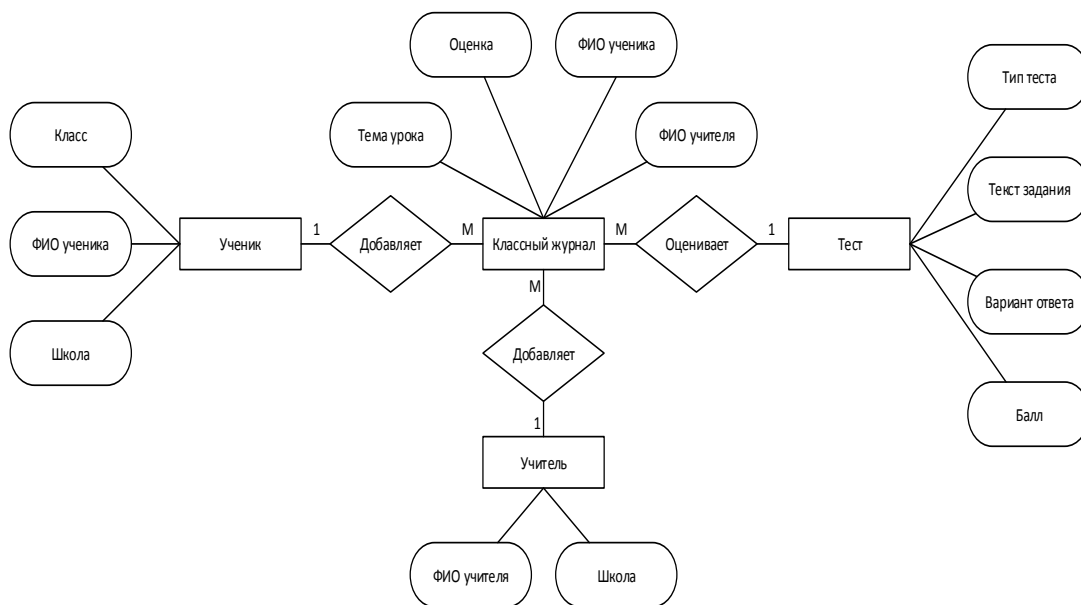 Оценка
ФИО ученика
Тип теста
Класс
Тема урока
ФИО учителя
Текст задания
ФИО ученика
Ученик
1
Добавляет
М
Классный журнал
М
Оценивает
1
Тест
М
Вариант ответа
Школа
Добавляет
Балл
1
Учитель
ФИО учителя
Школа